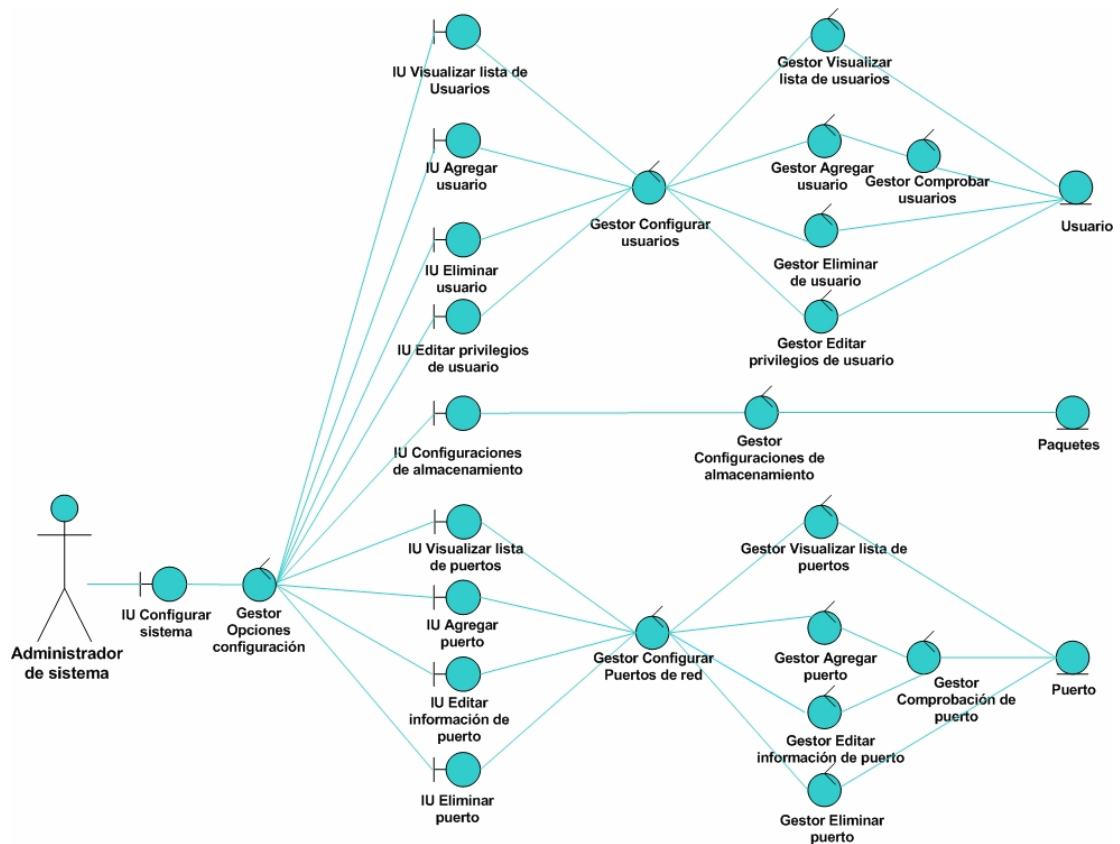 IU Visualizar lista de
Usuarios
Gestor Visualizar
lista de usuarios
IU Agregar
usuario
Gestor Agregar
usuario
Gestor Comprobar
usuarios
Gestor Configurar
usuarios
Usuario
IU Eliminar
usuario
Gestor Eliminar
de usuario
IU Editar privilegios
de usuario
Gestor Editar
privilegios de usuario
IU Configuraciones
de almacenamiento
Gestor
Configuraciones de
almacenamiento
Paquetes
IU Visualizar lista
de puertos
Gestor Visualizar lista de
puertos
Administrador
de sistema
IU Configurar
sistema
Gestor
Opciones
configuración
IU Agregar
puerto
Gestor Configurar
Puertos de red
Gestor Agregar
puerto
Gestor
Comprobación de
puerto
Puerto
IU Editar
información de
puerto
Gestor Editar
información de puerto
IU Eliminar
puerto
Gestor Eliminar
puerto